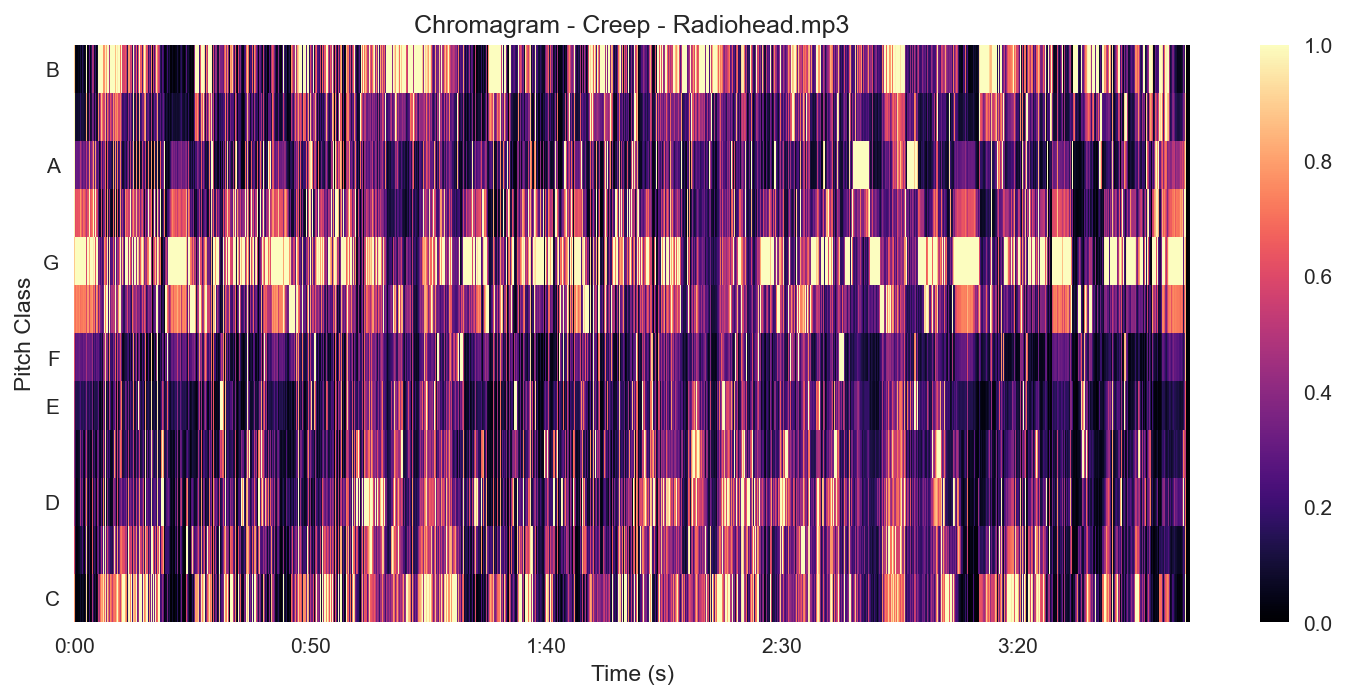 Chromagram - Creep - Radiohead.mp3
B
A
G
F
E
D
C
Pitch Class
0:00 0:50 1:40 2:30 3:20
Time (s)
1.0
0.8
0.6
0.4
0.2
0.0